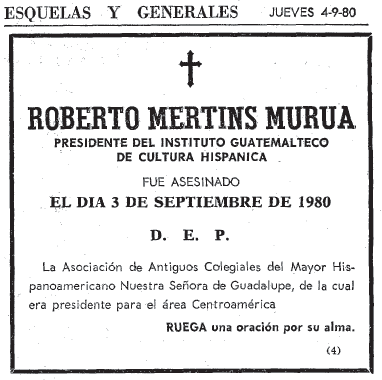 ESQUELAS Y GENERALES JUEVES 4-9-80
ROBERTO MERTINS MURUA
PRESIDENTE DEL INSTITUTO GUATEMALTECO
DE CULTURA HISPANICA
FUE ASESINADO
EL DIA 3 DE SEPTIEMBRE DE 1980
D. E. P.
La Asociación de Antiguos Colegiales del Mayor His-
panoamericano Nuestra Señora de Guadalupe, de la cual
era presidente para el área Centroamérica
RUEGA una oración por su alma.
(4)